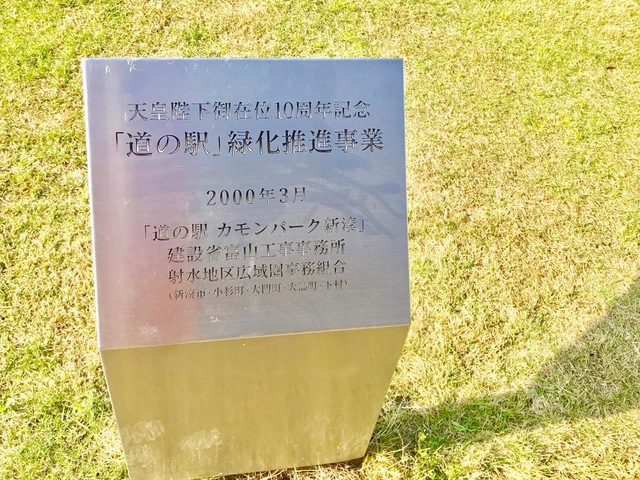 天皇陛下御在位10周年記念
「道の駅」緑化推進事業
2000年3月
「道の駅 カモンパーク新湊」
建設省富山工事事務所
射水地区広域圏事務組合
(新湊市・小杉町・大門町・大島町・下村)